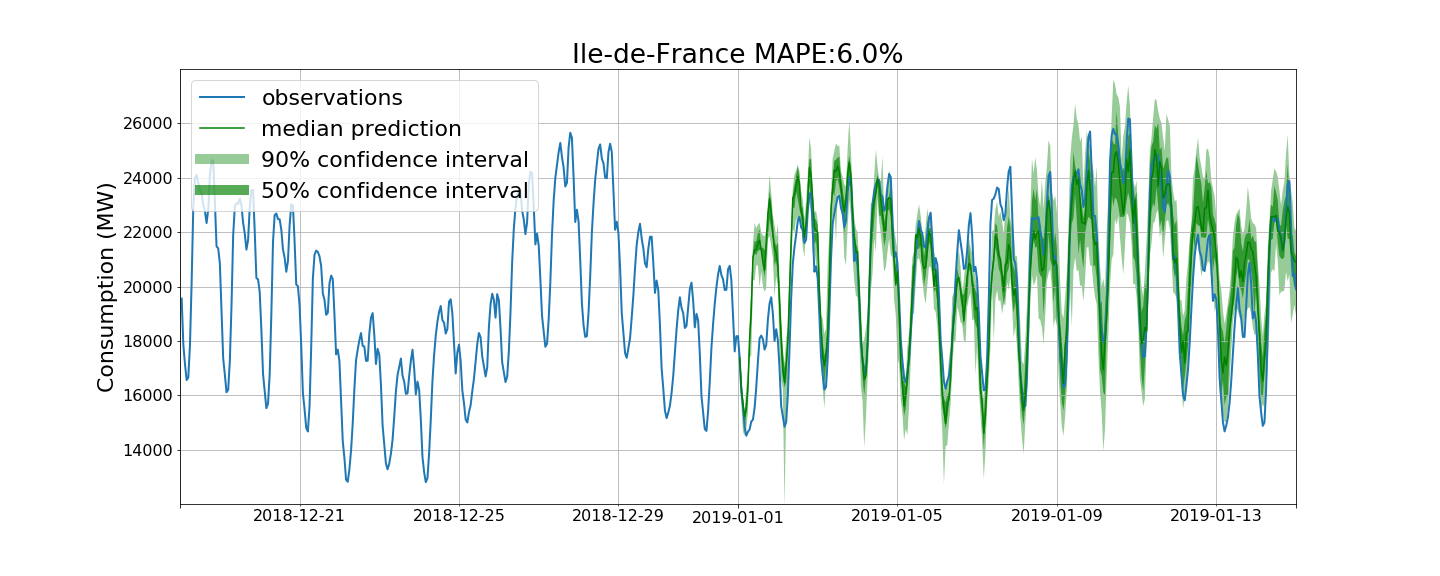 Ile-de-France MAPE:6.0%
observations
median prediction
90% confidence interval
50% confidence interval
Consumption (MW)
26000
24000
22000
20000
18000
16000
14000
2018-12-21
2018-12-25
2018-12-29
2019-01-01
2019-01-05
2019-01-09
2019-01-13